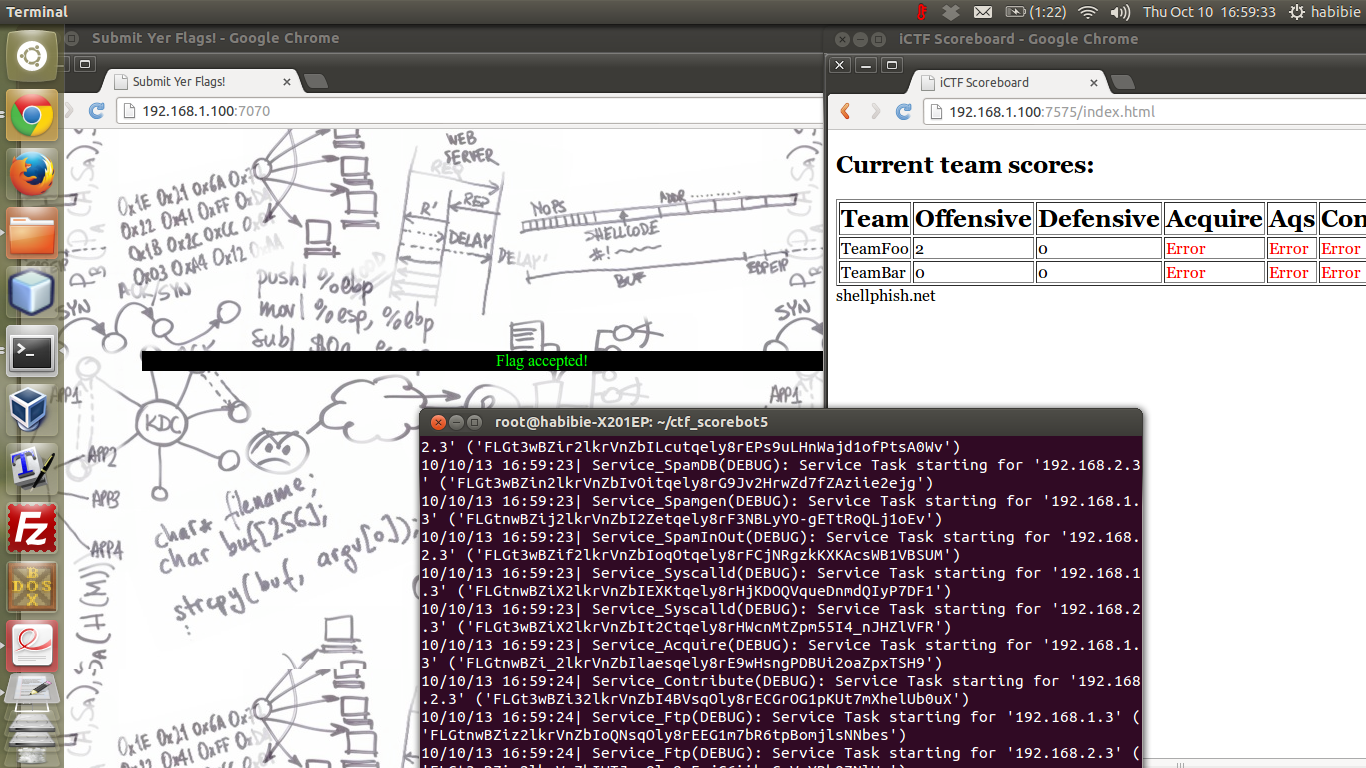 Terminal
(1:22)
Thu Oct 10 16:59:33
habibie
Submit Yer Flags! - Google Chrome
Submit Yer Flags!
192.168.1.100:7070
WEB
SERVER
REQ
REP
R'
DELAY
DELAY
NOPS
ADDR
SHELLCODE
#!
BUF
0x1E 0x21 0x6A
0x22 0x41 0xFF
0x1B 0x2C 0xCC
0x03 0xA4 0x12
ACK/SYN
SYN
SYN
pushl %ebp
movl %esp, %ebp
subl
Flag accepted!
KDC
APP1
APP1
APP2
APP3
APP4
char* filename;
char buf[256];
strcpy(buf, argv[0]);
0x1E 0x21 0x6A
iCTF Scoreboard - Google Chrome
iCTF Scoreboard
192.168.1.100:7575/index.html
Current team scores:
Team Offensive Defensive Acquire Aqs Con
TeamFoo 2 0 Error Error Error
TeamBar 0 0 Error Error Error
shellphish.net
root@habibie-X201EP: ~/ctf_scorebot5
2.3' ('FLGt3wBZir2lkrVnZbILcutqely8rEPs9uLHnWajd1ofPtsA0Wv')
10/10/13 16:59:23| Service_SpamDB(DEBUG): Service Task starting for '192.168.2.3
' ('FLGt3wBZin2lkrVnZbIvOitqely8rG9Jv2HrwZd7fZAziie2ejg')
10/10/13 16:59:23| Service_Spamgen(DEBUG): Service Task starting for '192.168.1.
3' ('FLGtnwBZij2lkrVnZbI2Zetqely8rF3NBLyYO-gETtRoQLj1oEv')
10/10/13 16:59:23| Service_SpamInOut(DEBUG): Service Task starting for '192.168.
2.3' ('FLGt3wBZif2lkrVnZbIoqOtqely8rFCjNRgzkKXKAcsWB1VBSUM')
10/10/13 16:59:23| Service_Syscalld(DEBUG): Service Task starting for '192.168.1
.3' ('FLGtnwBZiX2lkrVnZbIEXKtqely8rHjKDOQVqueDnmdQIyP7DF1')
10/10/13 16:59:23| Service_Syscalld(DEBUG): Service Task starting for '192.168.2
.3' ('FLGt3wBZiX2lkrVnZbIt2Ctqely8rHWcnMtZpm55I4_nJHZlVFR')
10/10/13 16:59:23| Service_Acquire(DEBUG): Service Task starting for '192.168.1.
3' ('FLGtnwBZi_2lkrVnZbIlaesqely8rE9wHsngPDBUi2oaZpxTSH9')
10/10/13 16:59:24| Service_Contribute(DEBUG): Service Task starting for '192.168
.2.3' ('FLGt3wBZi32lkrVnZbI4BVsqOly8rECGrOG1pKUt7mXhelUb0uX')
10/10/13 16:59:24| Service_Ftp(DEBUG): Service Task starting for '192.168.1.3' (
'FLGtnwBZiz2lkrVnZbIoQNsqOly8rEEG1m7bR6tpBomjlsNNbes')
10/10/13 16:59:24| Service_Ftp(DEBUG): Service Task starting for '192.168.2.3' (